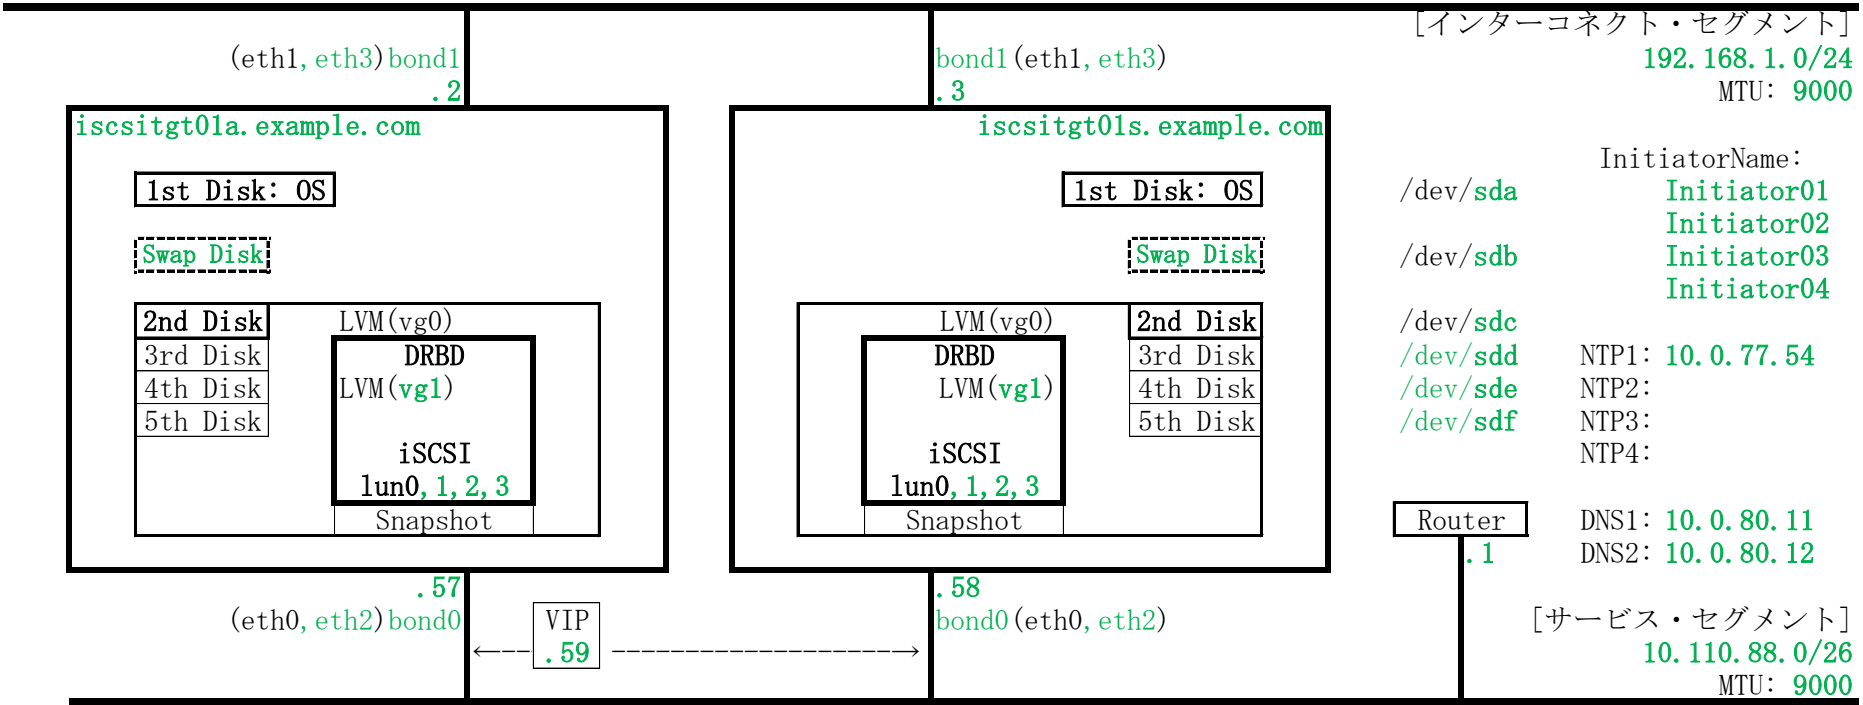 [インターコネクト・セグメント]
(eth1,eth3)bond1
bond1(eth1,eth3)
192.168.1.0/24
.2
.3
MTU: 9000
iscsitgt01a.example.com
iscsitgt01s.example.com
InitiatorName:
1st Disk: OS
1st Disk: OS
/dev/sda
Initiator01
Initiator02
Swap Disk
Swap Disk
/dev/sdb
Initiator03
Initiator04
2nd Disk
LVM(vg0)
LVM(vg0)
2nd Disk
/dev/sdc
3rd Disk
DRBD
DRBD
3rd Disk
/dev/sdd
NTP1: 10.0.77.54
4th Disk
LVM(vg1)
LVM(vg1)
4th Disk
/dev/sde
NTP2:
5th Disk
5th Disk
/dev/sdf
NTP3:
iSCSI
iSCSI
NTP4:
lun0,1,2,3
lun0,1,2,3
Snapshot
Snapshot
Router
DNS1: 10.0.80.11
.1
DNS2: 10.0.80.12
.57
.58
(eth0,eth2)bond0
VIP
bond0(eth0,eth2)
[サービス・セグメント]
←-- .59 --------------------→
10.110.88.0/26
MTU: 9000